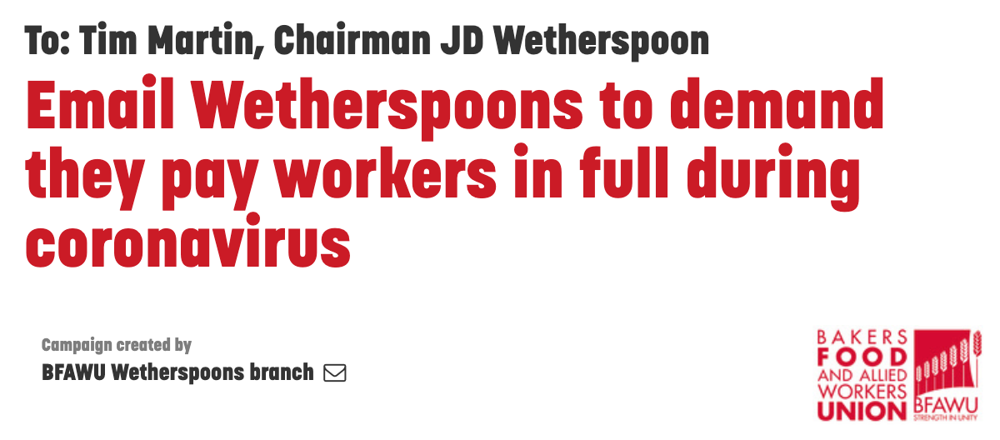 To: Tim Martin, Chairman JD Wetherspoon
Email Wetherspoons to demand
they pay workers in full during
coronavirus
Campaign created by
BFAWU Wetherspoons branch
BAKERS
FOOD
AND ALLIED
WORKERS
UNION
BFAWU
STRENGTH IN UNITY